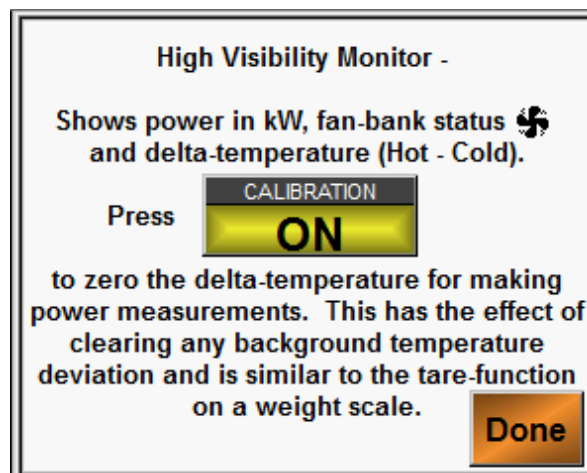 High Visibility Monitor -
Shows power in kW, fan-bank status
and delta-temperature (Hot - Cold).
CALIBRATION
Press
ON
to zero the delta-temperature for making
power measurements.  This has the effect of
clearing any background temperature
deviation and is similar to the tare-function
on a weight scale.
Done